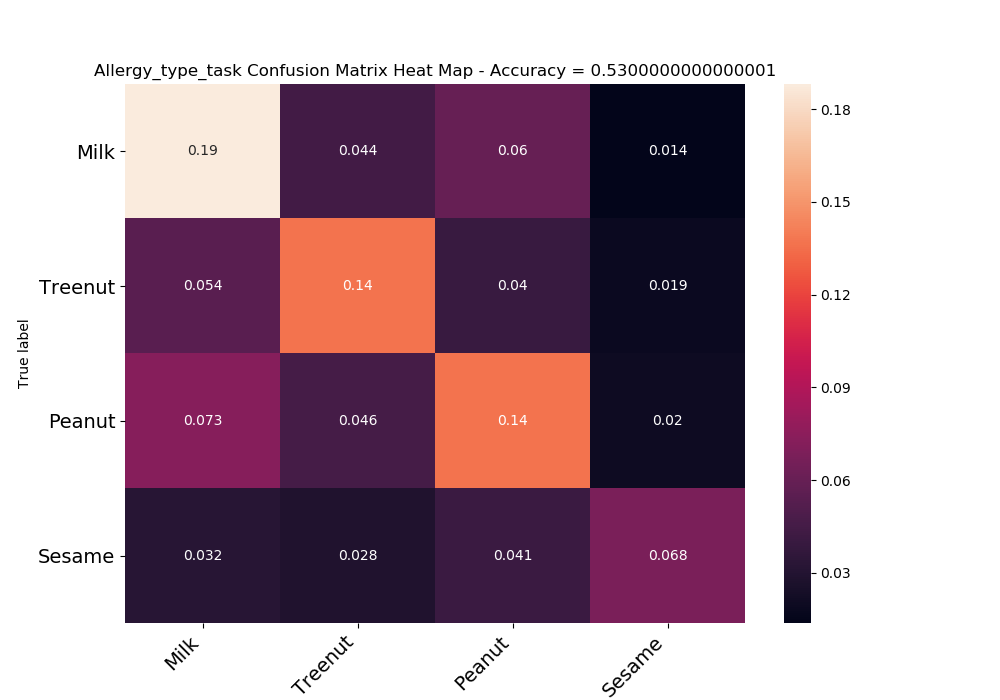 Allergy_type_task Confusion Matrix Heat Map - Accuracy = 0.5300000000000001
Milk 0.19 0.044 0.06 0.014
Treenut 0.054 0.14 0.04 0.019
Peanut 0.073 0.046 0.14 0.02
Sesame 0.032 0.028 0.041 0.068
True label
Milk Treenut Peanut Sesame
0.18
0.15
0.12
0.09
0.06
0.03